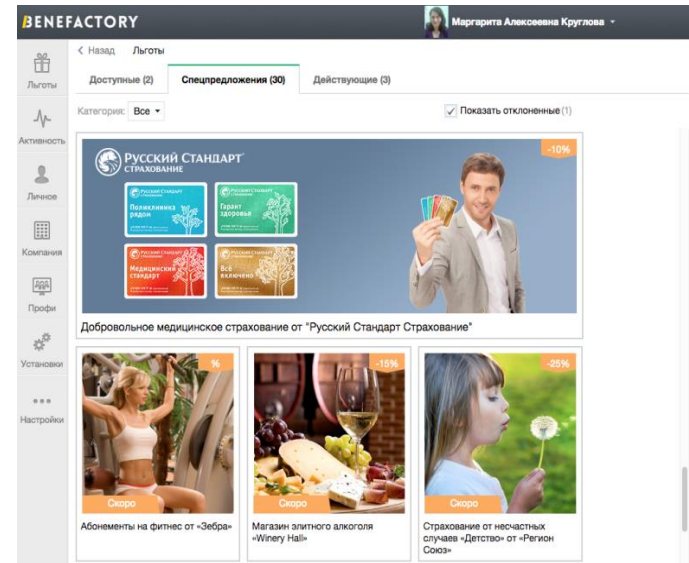 BENEFACTORY
Маргарита Алексеевна Круглова
Назад Льготы
Льготы
Активность
Личное
Компания
Профи
Установки
Настройки
Доступные (2) Спецпредложения (30) Действующие (3)
Категория: Все
Показать отклоненные (1)
-10%
Русский Стандарт
СТРАХОВАНИЕ
Поликлиника
рядом
Гарант
здоровья
Медицинский
стандарт
Всё
включено
Добровольное медицинское страхование от "Русский Стандарт Страхование"
%
Скоро
Абонементы на фитнес от «Зебра»
-15%
Скоро
Магазин элитного алкоголя
«Winery Hall»
-25%
Скоро
Страхование от несчастных
случаев «Детство» от «Регион
Союз»